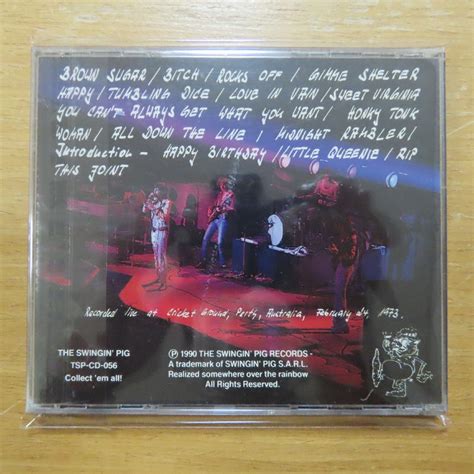 BROWN SUGAR / BITCH / ROCKS OFF / GIMME SHELTER
HAPPY / TUMBLING DICE / LOVE IN VAIN / SWEET VIRGINIA
YOU CAN'T ALWAYS GET WHAT YOU WANT / HONKY TONK
WOMAN / ALL DOWN THE LINE / MIDNIGHT RAMBLER /
Introduction - HAPPY BIRTHDAY / LITTLE QUEENIE / RIP
THIS JOINT
Recorded live at Cricket Ground, Perth, Australia, February 24, 1973.
THE SWINGIN' PIG
TSP-CD-056
Collect 'em all!
Ⓟ 1990 THE SWINGIN' PIG RECORDS -
A trademark of SWINGIN' PIG S.A.R.L.
Realized somewhere over the rainbow
All Rights Reserved.